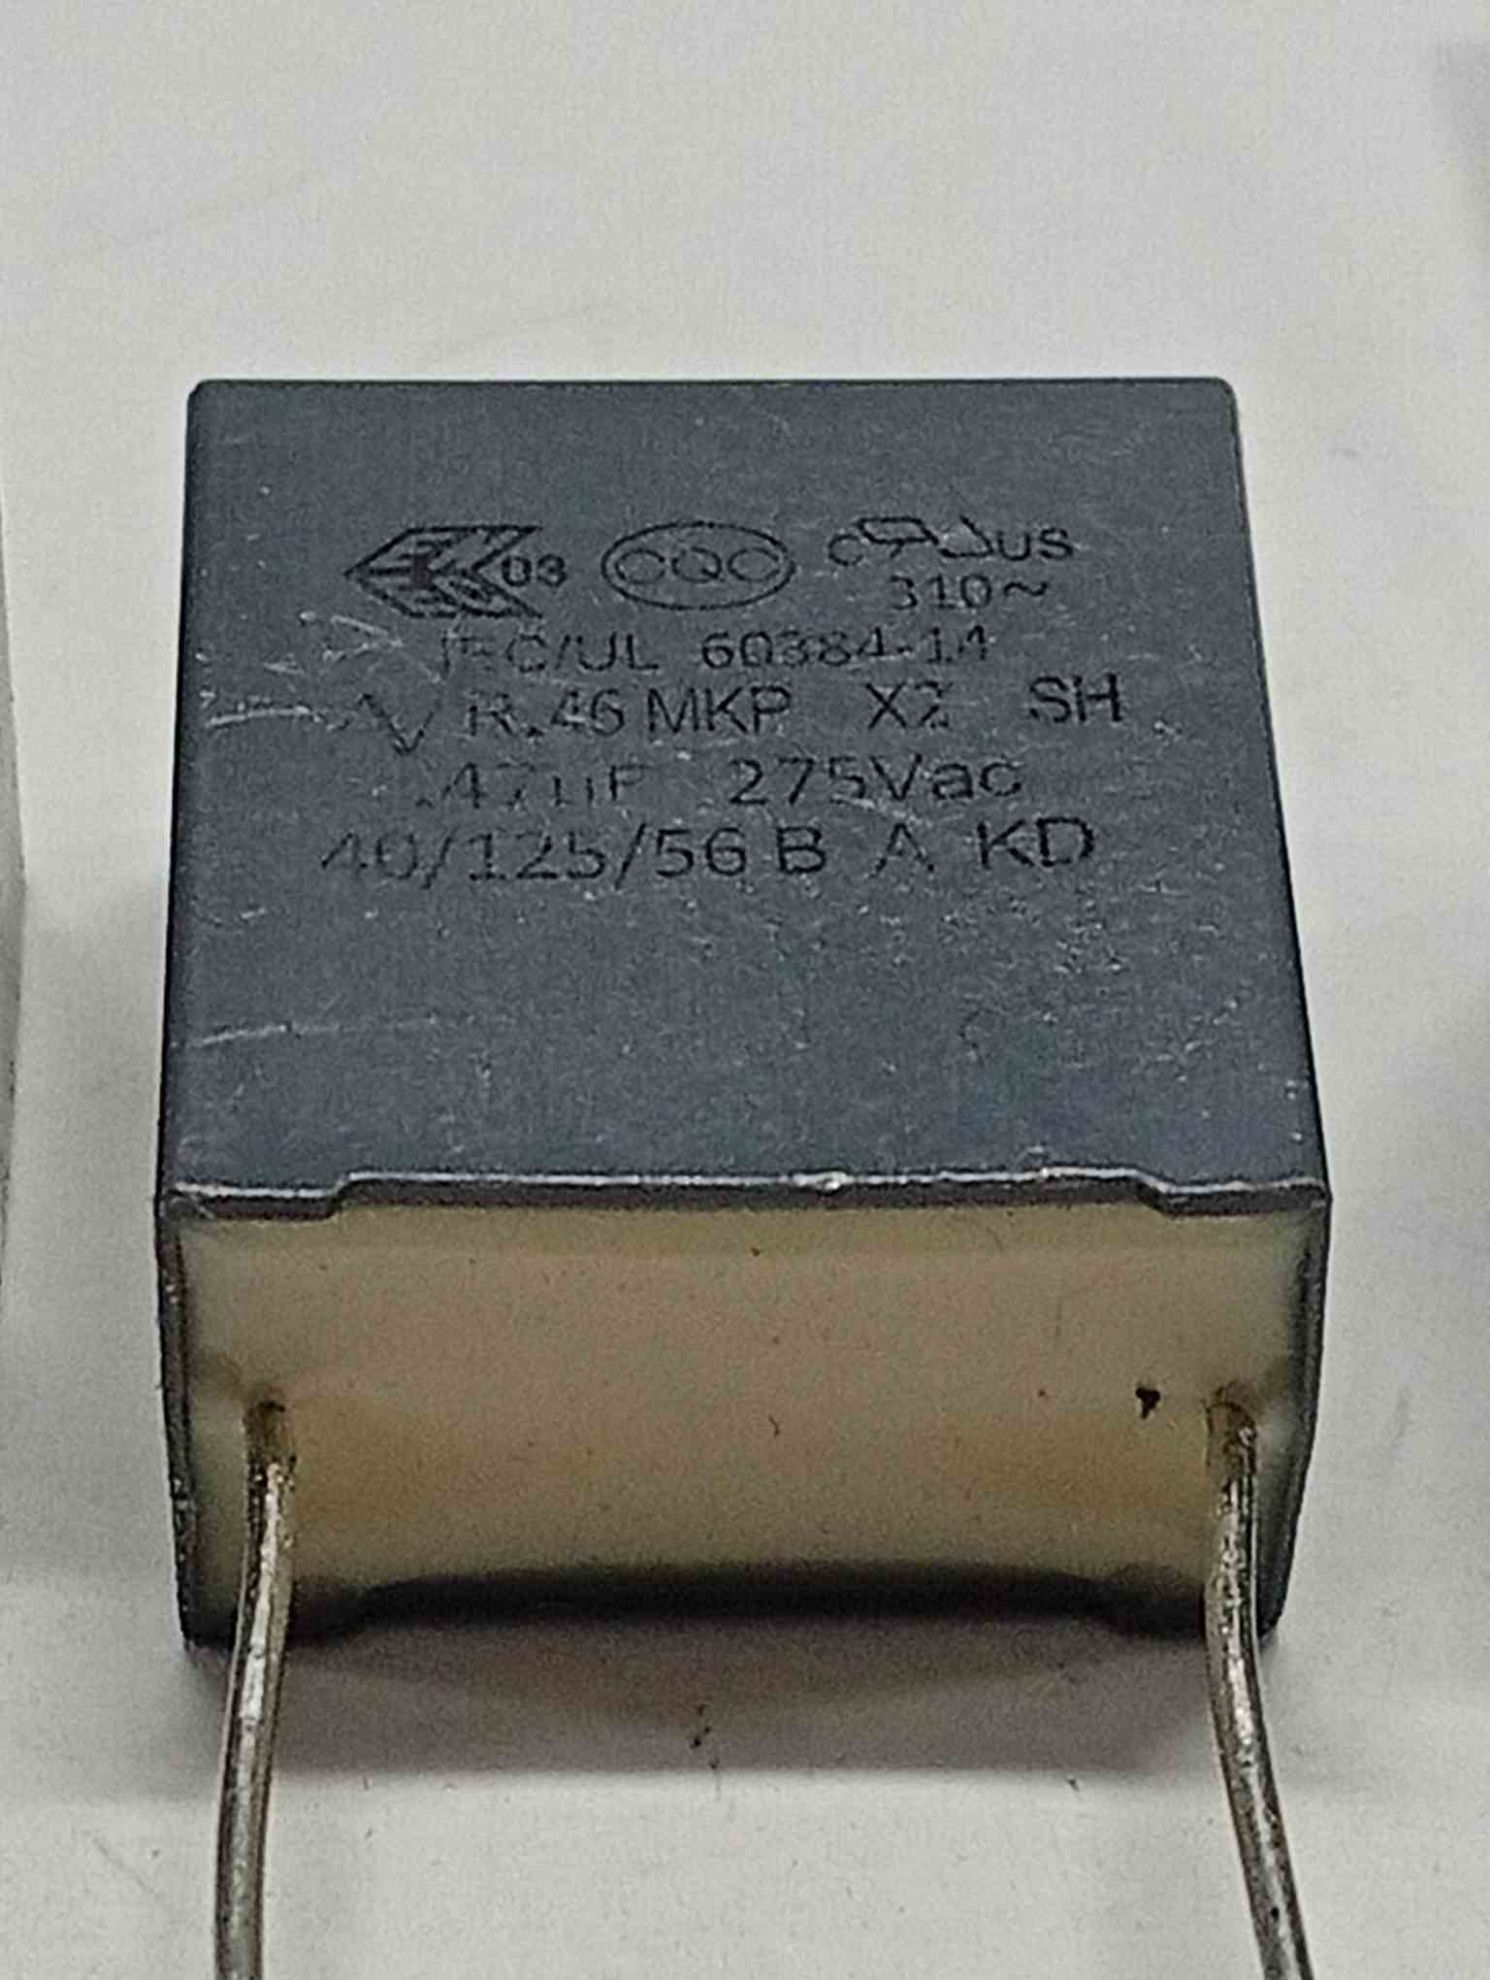 03 CQC c us
310~
IEC/UL 60384-14
R.46 MKP X2 SH
.47uF 275Vac
40/125/56 B A KD